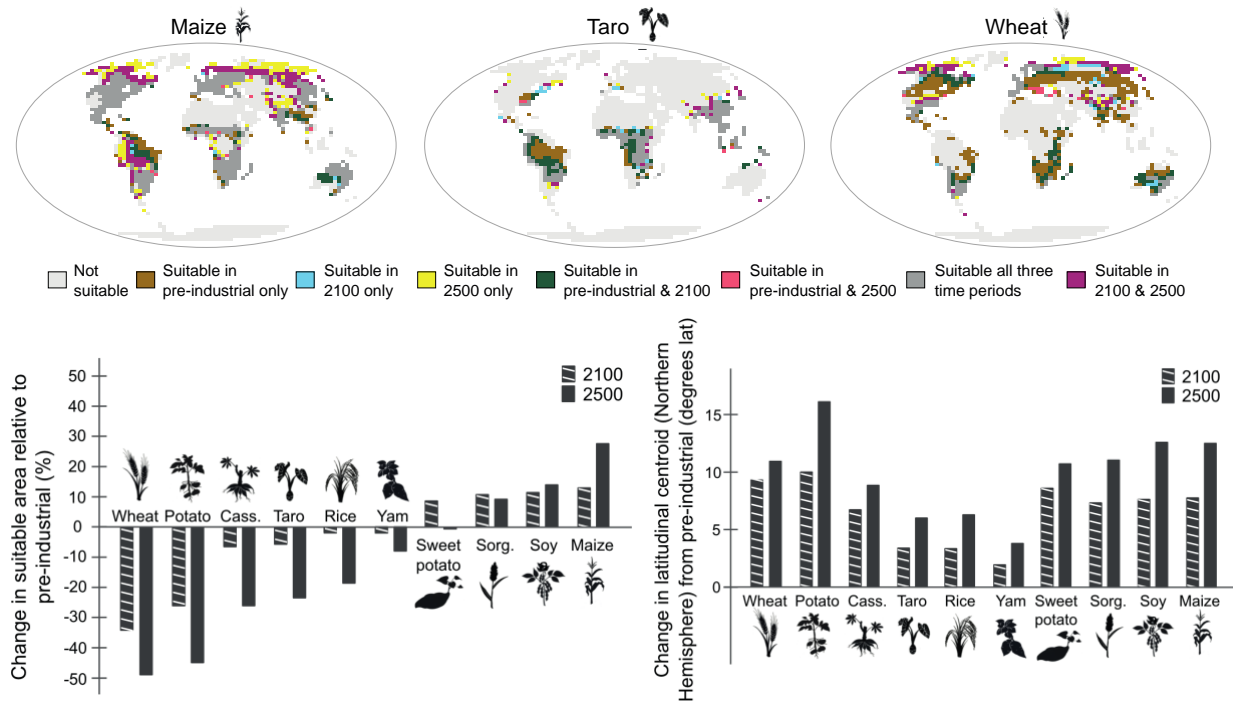 Maize
Taro
Wheat
Not
suitable
Suitable in
pre-industrial only
Suitable in
2100 only
Suitable in
2500 only
Suitable in
pre-industrial & 2100
Suitable in
pre-industrial & 2500
Suitable all three
time periods
Suitable in
2100 & 2500
Change in suitable area relative to
pre-industrial (%)
50
40
30
20
10
0
-10
-20
-30
-40
-50
2100
2500
Wheat
Potato
Cass.
Taro
Rice
Yam
Sweet
potato
Sorg.
Soy
Maize
Change in latitudinal centroid (Northern
Hemisphere) from pre-industrial (degrees lat)
15
10
5
0
2100
2500
Wheat
Potato
Cass.
Taro
Rice
Yam
Sweet
potato
Sorg.
Soy
Maize